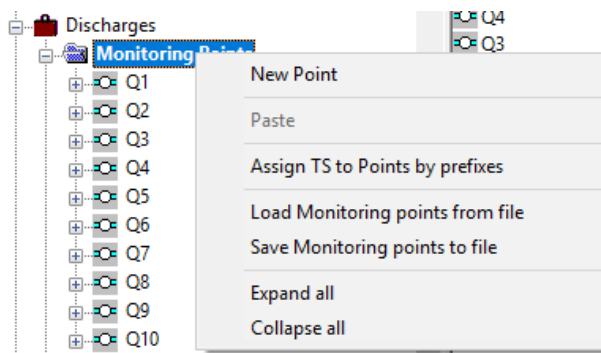 Discharges
Monitoring Points
Q1
Q2
Q3
Q4
Q5
Q6
Q7
Q8
Q9
Q10
Q4
Q3
New Point
Paste
Assign TS to Points by prefixes
Load Monitoring points from file
Save Monitoring points to file
Expand all
Collapse all